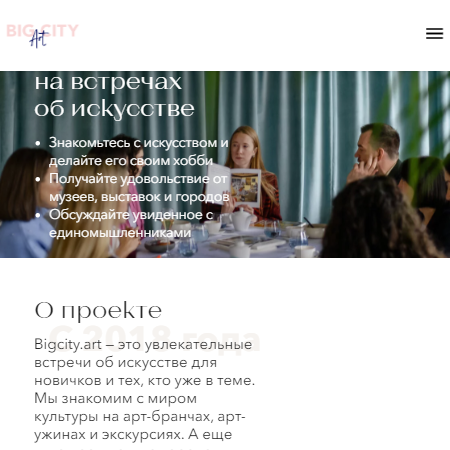 BIG CITY
Art
на встречах
об искусстве
• Знакомьтесь с искусством и
делайте его своим хобби
• Получайте удовольствие от
музеев, выставок и городов
• Обсуждайте увиденное с
единомышленниками
О проекте
С 2018 года
Bigcity.art — это увлекательные
встречи об искусстве для
новичков и тех, кто уже в теме.
Мы знакомим с миром
культуры на арт-бранчах, арт-
ужинах и экскурсиях. А еще